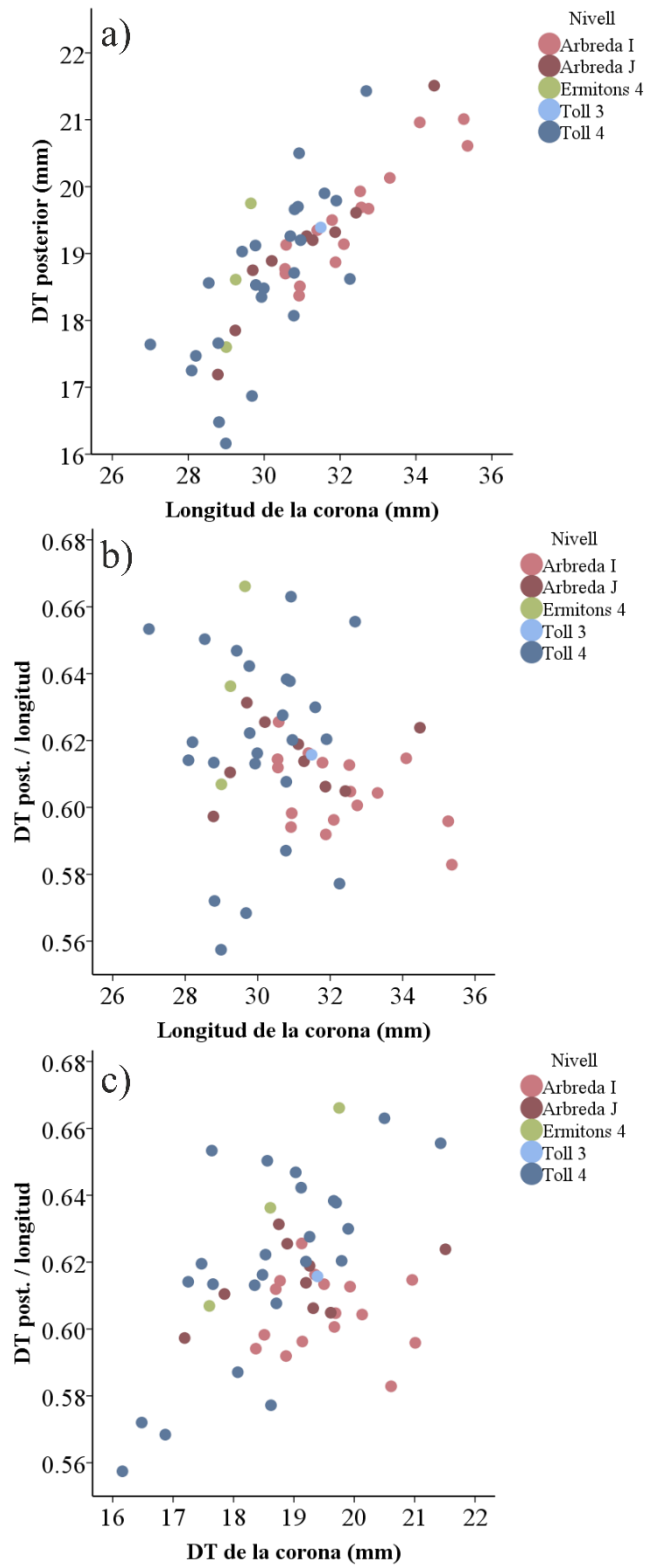 a)
Nivell
Arbreda I
Arbreda J
Ermitons 4
Toll 3
Toll 4
22
21
20
19
18
17
16
DT posterior (mm)
26 28 30 32 34 36
Longitud de la corona (mm)
b)
Nivell
Arbreda I
Arbreda J
Ermitons 4
Toll 3
Toll 4
0.68
0.66
0.64
0.62
0.60
0.58
0.56
DT post. / longitud
26 28 30 32 34 36
Longitud de la corona (mm)
c)
Nivell
Arbreda I
Arbreda J
Ermitons 4
Toll 3
Toll 4
0.68
0.66
0.64
0.62
0.60
0.58
0.56
DT post. / longitud
16 17 18 19 20 21 22
DT de la corona (mm)